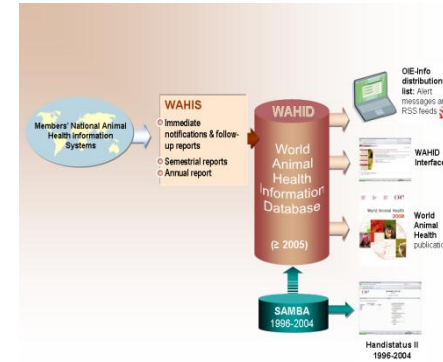 Members' National Animal
Health Information
Systems
WAHIS
Immediate
notifications & follow-
up reports
Semestrial reports
Annual report
WAHID
World
Animal
Health
Information
Database
(≥ 2005)
SAMBA
1996-2004
OIE-Info
distribution
list: Alert
messages a
RSS feeds
WAHID
Interface
World Animal Health
World
Animal
Health
publicatio
Handistatus II
1996-2004